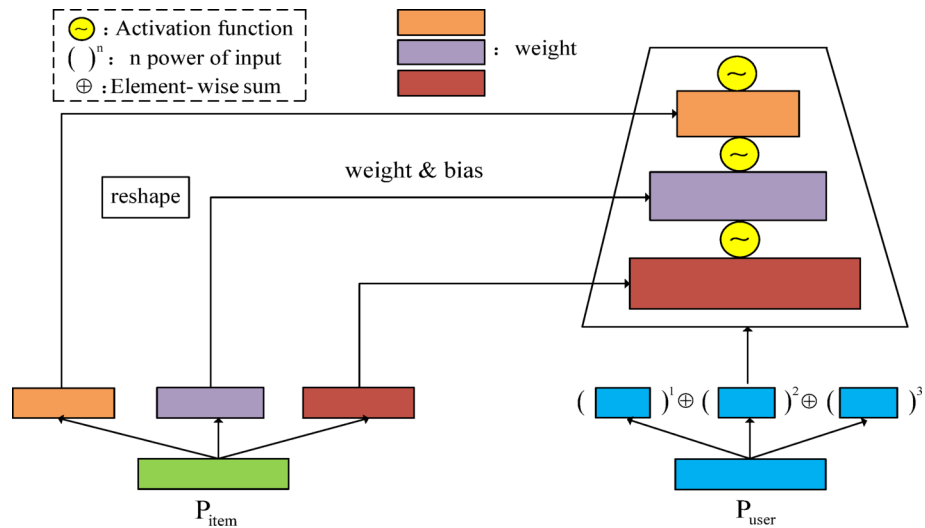 ~ : Activation function
( )ⁿ : n power of input
⊕ : Element- wise sum
: weight
~
~
~
weight & bias
reshape
( )¹ ⊕ ( )² ⊕ ( )³
P_item
P_user